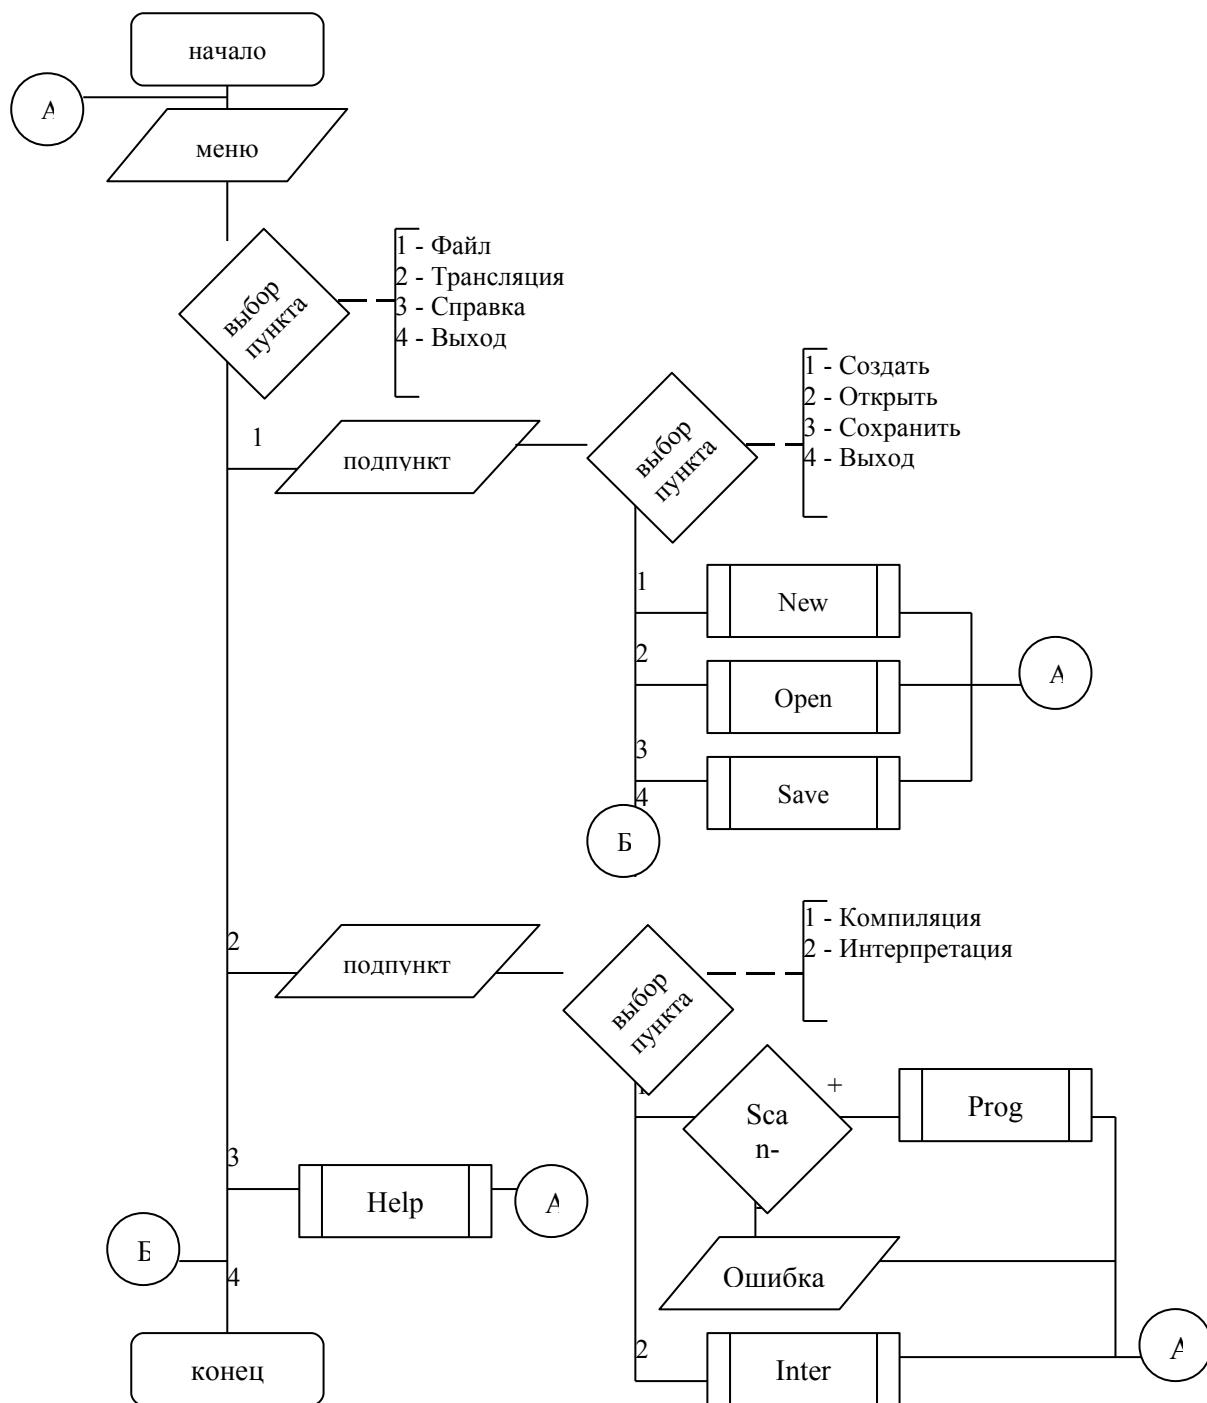 начало
А
меню
выбор
пункта
1 - Файл
2 - Трансляция
3 - Справка
4 - Выход
1
подпункт
выбор
пункта
1 - Создать
2 - Открыть
3 - Сохранить
4 - Выход
1
New
2
Open
А
3
Save
4
Б
2
подпункт
выбор
пункта
1 - Компиляция
2 - Интерпретация
1
Sca
n-
+
Prog
3
Help
А
Б
4
Ошибка
конец
2
Inter
А